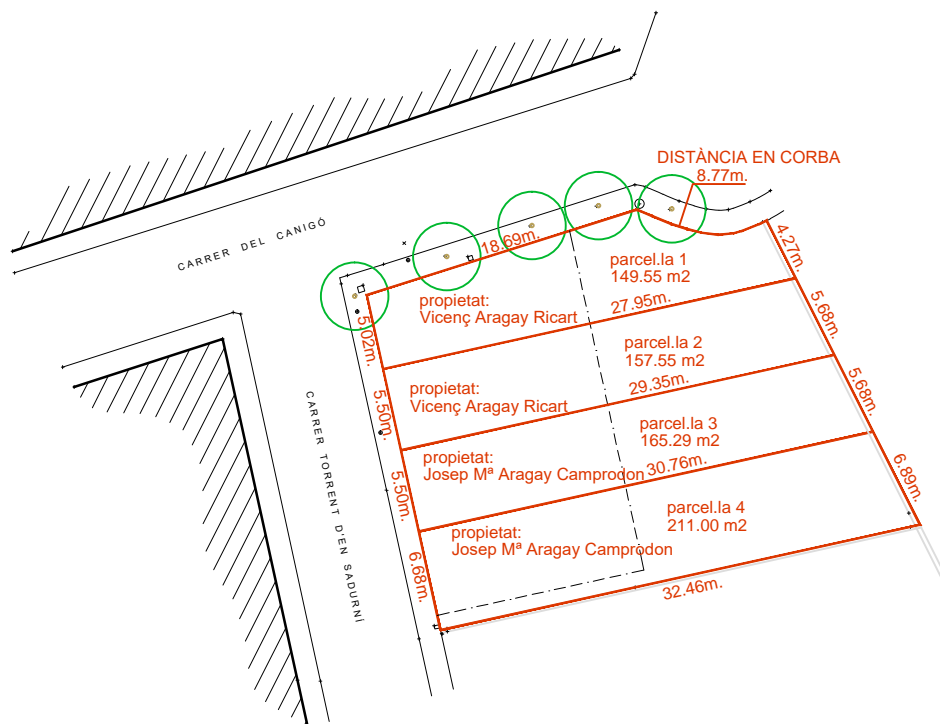 DISTÀNCIA EN CORBA
8.77m.
CARRER DEL CANIGÓ
18.69m.
4.27m.
parcel.la 1
149.55 m2
propietat:
Vicenç Aragay Ricart
27.95m.
5.02m.
5.68m.
parcel.la 2
157.55 m2
propietat:
Vicenç Aragay Ricart
29.35m.
5.50m.
5.68m.
parcel.la 3
165.29 m2
propietat:
Josep Mª Aragay Camprodon
30.76m.
5.50m.
6.89m.
parcel.la 4
211.00 m2
propietat:
Josep Mª Aragay Camprodon
6.68m.
32.46m.
CARRER TORRENT D'EN SADURNÍ